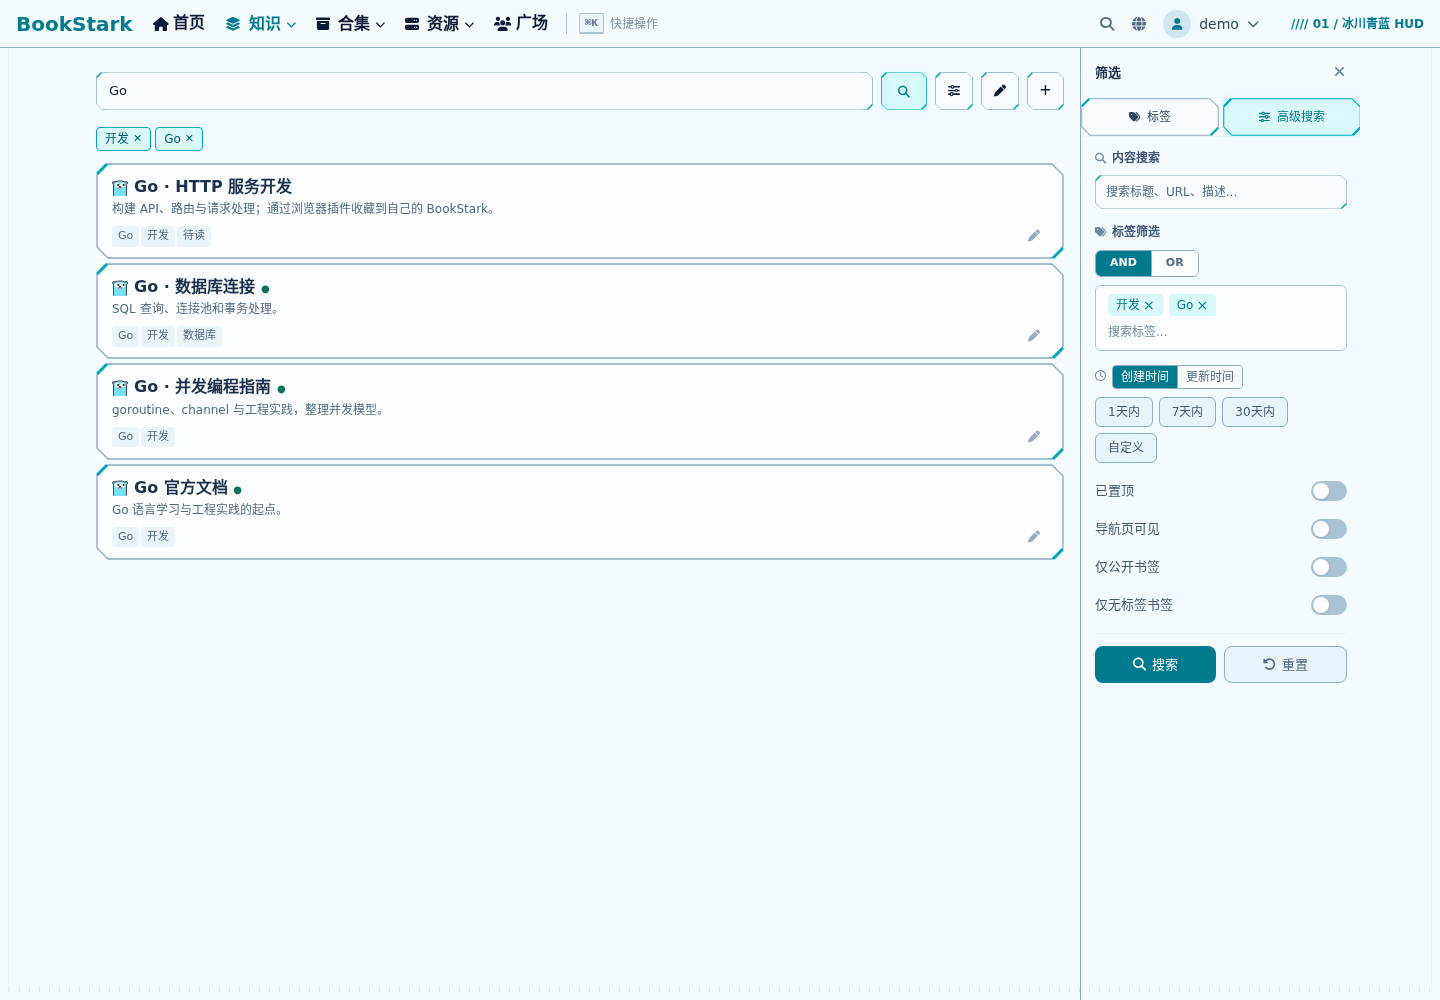 BookStark 首页 知识 合集 资源 广场 ⌘K 快捷操作 demo //// 01 / 冰川青蓝 HUD
Go
开发 ✕ Go ✕
Go · HTTP 服务开发
构建 API、路由与请求处理；通过浏览器插件收藏到自己的 BookStark。
Go 开发 待读
Go · 数据库连接
SQL 查询、连接池和事务处理。
Go 开发 数据库
Go · 并发编程指南
goroutine、channel 与工程实践，整理并发模型。
Go 开发
Go 官方文档
Go 语言学习与工程实践的起点。
Go 开发
筛选
标签 高级搜索
内容搜索
搜索标题、URL、描述...
标签筛选
AND OR
开发 ✕ Go ✕
搜索标签...
创建时间 更新时间
1天内 7天内 30天内
自定义
已置顶
导航页可见
仅公开书签
仅无标签书签
搜索 重置